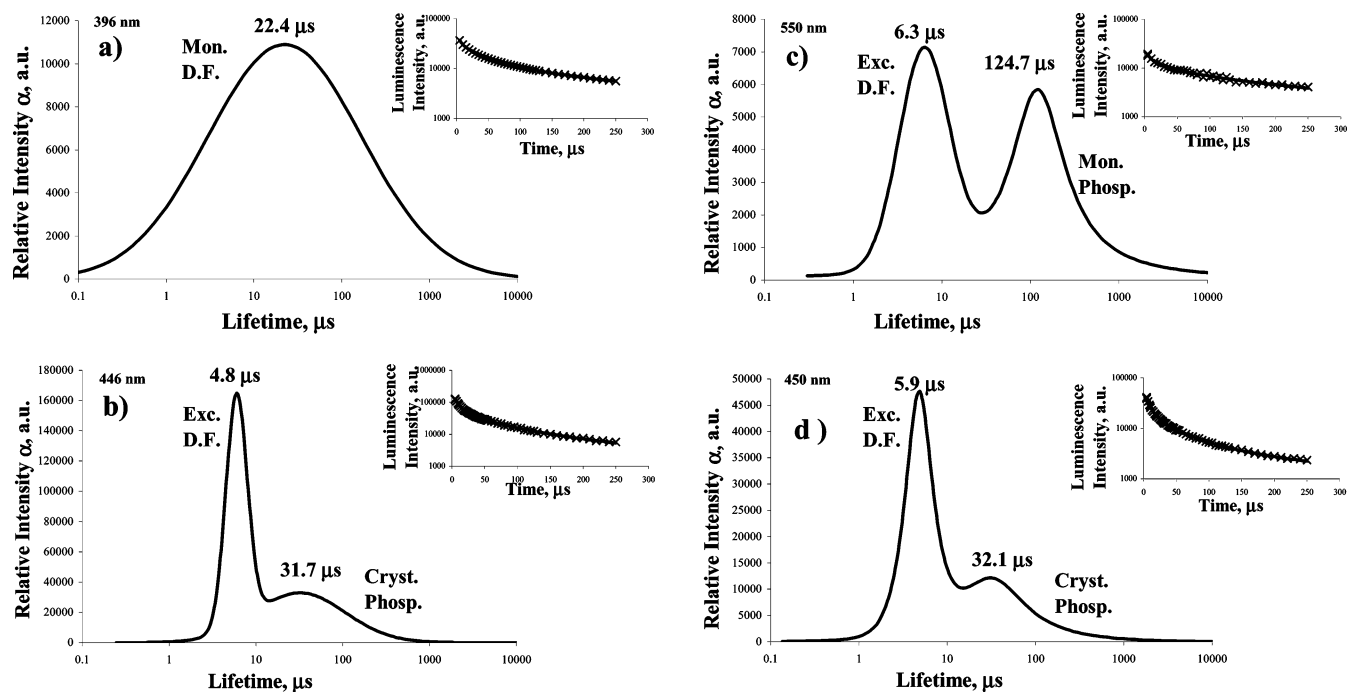 396 nm
a)
22.4 μs
Mon.
D.F.
Relative Intensity α, a.u.
12000
10000
8000
6000
4000
2000
0
0.1 1 10 100 1000 10000
Lifetime, μs
Luminescence
Intensity, a.u.
100000
10000
1000
0 50 100 150 200 250 300
Time, μs
550 nm
c)
6.3 μs
Exc.
D.F.
124.7 μs
Mon.
Phosp.
Relative Intensity α, a.u.
8000
7000
6000
5000
4000
3000
2000
1000
0
0.1 1 10 100 1000 10000
Lifetime, μs
Luminescence
Intensity, a.u.
100000
10000
1000
0 50 100 150 200 250 300
Time, μs
446 nm
b)
4.8 μs
Exc.
D.F.
31.7 μs
Cryst.
Phosp.
Relative Intensity α, a.u.
180000
160000
140000
120000
100000
80000
60000
40000
20000
0
0.1 1 10 100 1000 10000
Lifetime, μs
Luminescence
Intensity, a.u.
1000000
100000
10000
1000
0 50 100 150 200 250 300
Time, μs
450 nm
d )
5.9 μs
Exc.
D.F.
32.1 μs
Cryst.
Phosp.
Relative Intensity α, a.u.
50000
45000
40000
35000
30000
25000
20000
15000
10000
5000
0
0.1 1 10 100 1000 10000
Lifetime, μs
Luminescence
Intensity, a.u.
100000
10000
1000
0 50 100 150 200 250 300
Time, μs